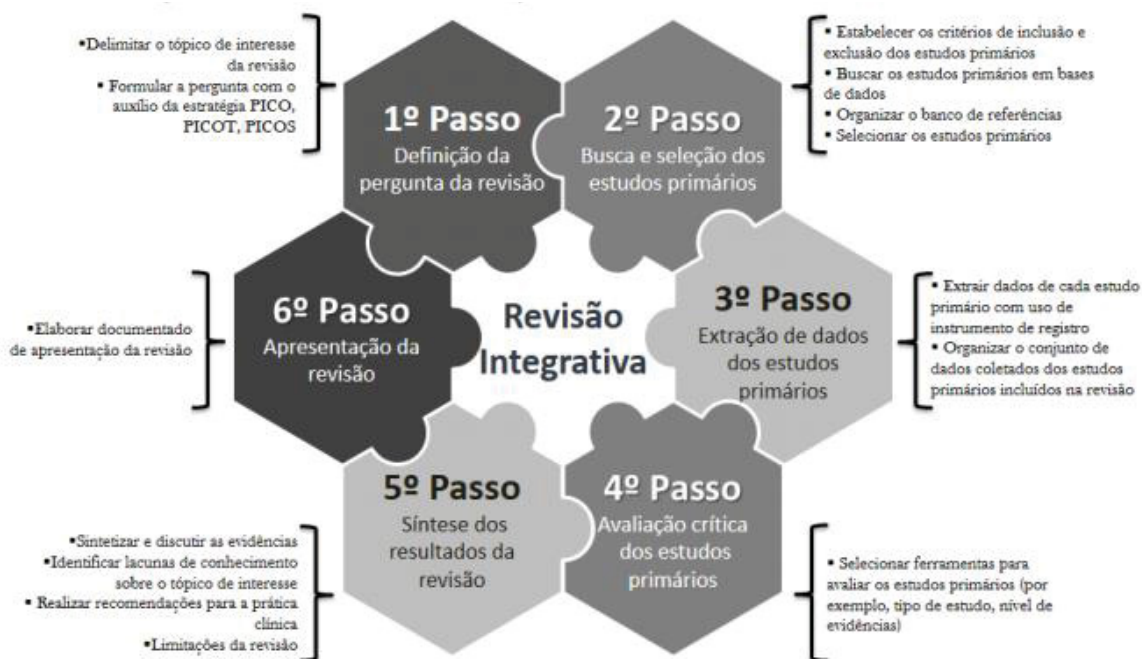 ▪Delimitar o tópico de interesse
da revisão
▪ Formular a pergunta com o
auxílio da estratégia PICO,
PICOT, PICOS
1º Passo
Definição da
pergunta da revisão
2º Passo
Busca e seleção dos
estudos primários
▪ Estabelecer os critérios de inclusão e
exclusão dos estudos primários
▪ Buscar os estudos primários em bases
de dados
▪ Organizar o banco de referências
▪ Selecionar os estudos primários
▪Elaborar documentado
de apresentação da revisão
6º Passo
Apresentação da
revisão
Revisão
Integrativa
3º Passo
Extração de dados
dos estudos
primários
▪ Extrair dados de cada estudo
primário com uso de
instrumento de registro
▪ Organizar o conjunto de
dados coletados dos estudos
primários incluídos na revisão
▪Sintetizar e discutir as evidências
▪Identificar lacunas de conhecimento
sobre o tópico de interesse
▪ Realizar recomendações para a prática
clínica
▪Limitações da revisão
5º Passo
Síntese dos
resultados da
revisão
4º Passo
Avaliação crítica
dos estudos
primários
▪ Selecionar ferramentas para
avaliar os estudos primários (por
exemplo, tipo de estudo, nível de
evidências)